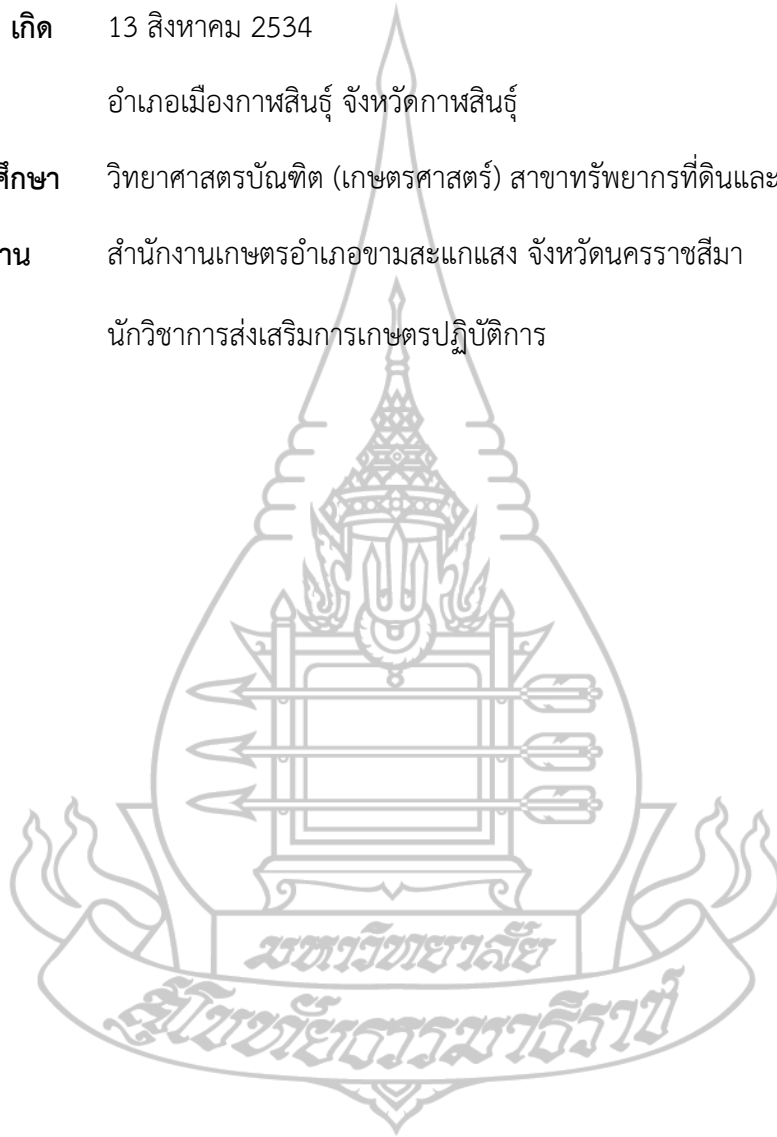 เกิด 13 สิงหาคม 2534
อำเภอเมืองกาฬสินธุ์ จังหวัดกาฬสินธุ์
ศึกษา วิทยาศาสตรบัณฑิต (เกษตรศาสตร์) สาขาทรัพยากรที่ดินและ
าน สำนักงานเกษตรอำเภอขามสะแกแสง จังหวัดนครราชสีมา
นักวิชาการส่งเสริมการเกษตรปฏิบัติการ
มหาวิทยาลัย
สุโขทัยธรรมาธิราช